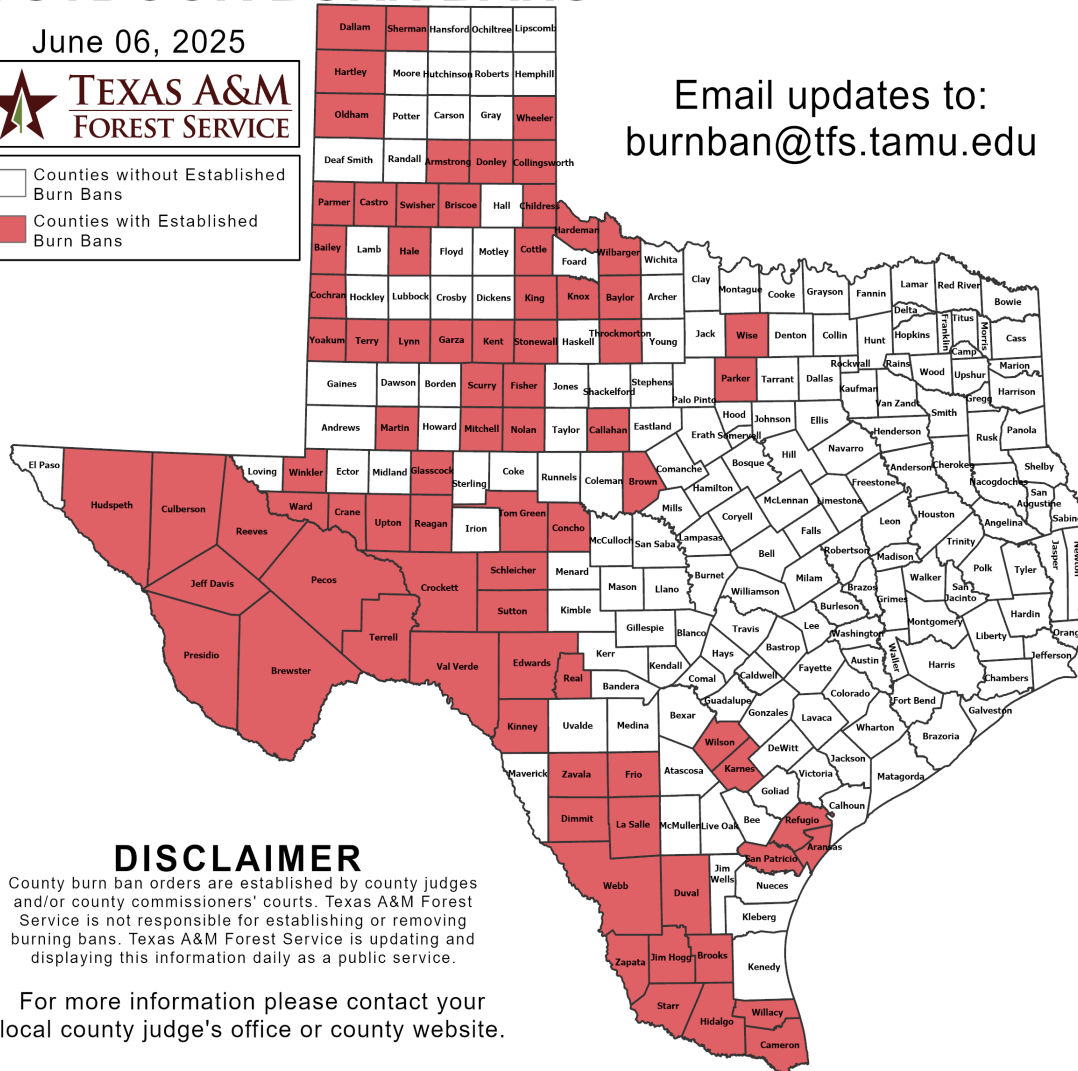 June 06, 2025
TEXAS A&M
FOREST SERVICE
Counties without Established
Burn Bans
Counties with Established
Burn Bans
Email updates to:
burnban@tfs.tamu.edu
Dallam Sherman Hansford Ochiltree Lipscomb
Hartley Moore Hutchinson Roberts Hemphill
Oldham Potter Carson Gray Wheeler
Deaf Smith Randall Armstrong Donley Collingsworth
Parmer Castro Swisher Briscoe Hall Childress
Hardeman
Bailey Lamb Hale Floyd Motley Cottle Foard Wilbarger Wichita
Clay Montague Cooke Grayson Fannin Lamar Red River Bowie
Cochran Hockley Lubbock Crosby Dickens King Knox Baylor Archer
Delta Titus Franklin Morris
Yoakum Terry Lynn Garza Kent Stonewall Haskell Throckmorton Young Jack Wise Denton Collin Hunt Hopkins Camp Cass
Rockwall Rains Wood Upshur Marion
Gaines Dawson Borden Scurry Fisher Jones Shackelford Stephens Palo Pinto Parker Tarrant Dallas Kaufman Van Zandt Gregg Harrison
Andrews Martin Howard Mitchell Nolan Taylor Callahan Eastland Erath Hood Somervell Johnson Ellis Henderson Smith Rusk Panola
El Paso Loving Winkler Ector Midland Glasscock Sterling Coke Runnels Coleman Brown Comanche Bosque Hill Navarro Anderson Cherokee Nacogdoches Shelby
Hudspeth Culberson Reeves Ward Crane Upton Reagan Irion Tom Green Concho McCulloch San Saba Mills Hamilton McLennan Limestone Freestone San
Augustine Sabin
Lampasas Coryell Falls Leon Houston Angelina
Jeff Davis Pecos Crockett Schleicher Menard Mason Llano Burnet Bell Robertson Madison Trinity Polk Tyler Jasper Newton
Terrell Sutton Kimble Williamson Milam Brazos Grimes Walker San
Jacinto Hardin
Presidio Brewster Val Verde Edwards Real Kerr Gillespie Blanco Travis Lee Burleson Washington Montgomery Liberty Orang
Bandera Kendall Hays Bastrop Fayette Austin Waller Harris Chambers Jefferson
Comal Caldwell Guadalupe Gonzales Colorado Fort Bend Galveston
Kinney Uvalde Medina Bexar Wilson Lavaca Wharton Brazoria
Maverick Zavala Frio Atascosa Karnes DeWitt Victoria Jackson Matagorda
Dimmit La Salle McMullen Live Oak Bee Goliad Refugio Calhoun
Aransas San Patricio
Webb Duval Jim
Wells Nueces
Kleberg
Zapata Jim Hogg Brooks Kenedy
Starr Hidalgo Willacy
Cameron
DISCLAIMER
County burn ban orders are established by county judges
and/or county commissioners' courts. Texas A&M Forest
Service is not responsible for establishing or removing
burning bans. Texas A&M Forest Service is updating and
displaying this information daily as a public service.
For more information please contact your
local county judge's office or county website.